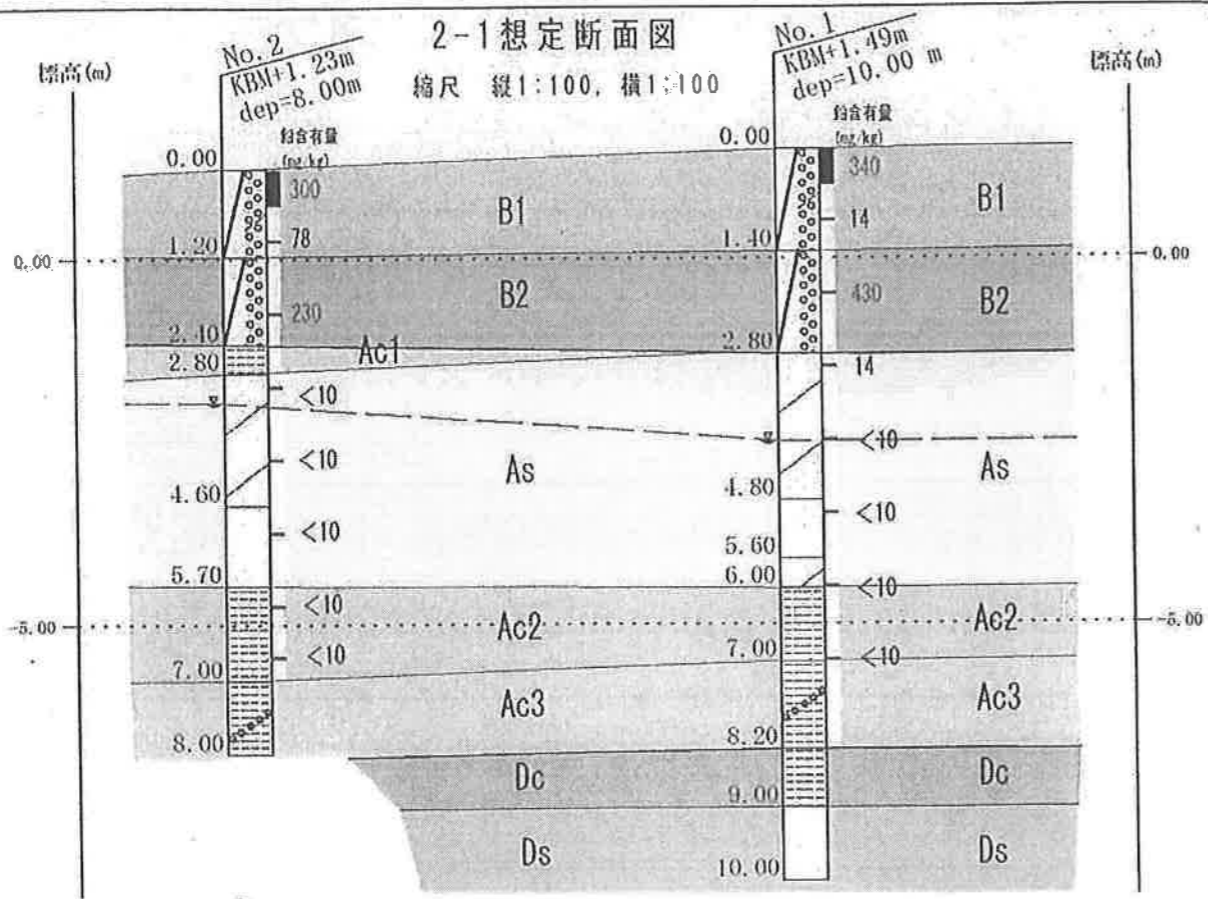 2-1想定断面図
縮尺 縦1:100, 横1:100
標高(m)
No.2
KBM+1.23m
dep=8.00m
鉛含有量
(mg/kg)
No.1
KBM+1.49m
dep=10.00 m
鉛含有量
(mg/kg)
標高(m)
0.00
300
B1
0.00
340
B1
1.20
78
1.40
14
0.00
0.00
B2
230
430
B2
2.40
2.80
2.80
Ac1
14
<10
<10
<10
As
As
4.60
4.80
<10
<10
5.60
5.70
6.00
<10
<10
Ac2
Ac2
-5.00
-5.00
<10
<10
7.00
7.00
Ac3
Ac3
8.00
8.20
Dc
Dc
9.00
Ds
Ds
10.00